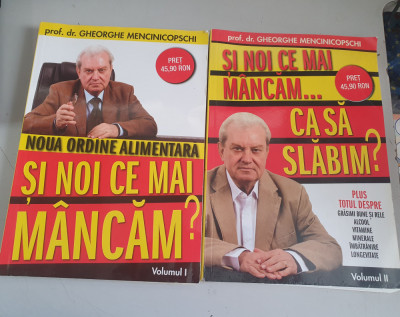 prof. dr. GHEORGHE MENCINICOPSCHI
PREȚ
45,90 RON
NOUA ORDINE ALIMENTARA
ȘI NOI CE MAI
MÂNCĂM?
Volumul I
prof. dr. GHEORGHE MENCINICOPSCHI
ȘI NOI CE MAI
MÂNCĂM...
PREȚ
45,90 RON
CA SĂ
SLĂBIM?
PLUS
TOTUL DESPRE
GRĂSIMI BUNE ȘI RELE
ALCOOL
VITAMINE
MINERALE
ÎMBĂTRÂNIRE
LONGEVITATE
Volumul II